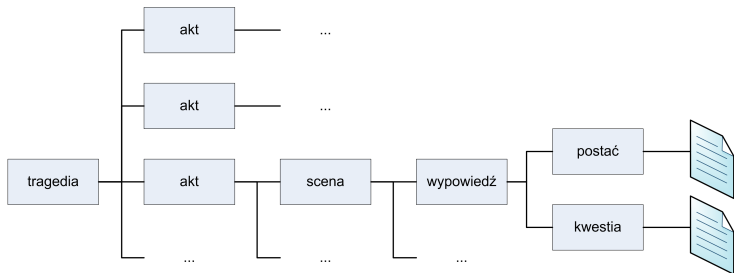 akt ...
akt ...
postać
tragedia akt scena wypowiedź
kwestia
... ... ...